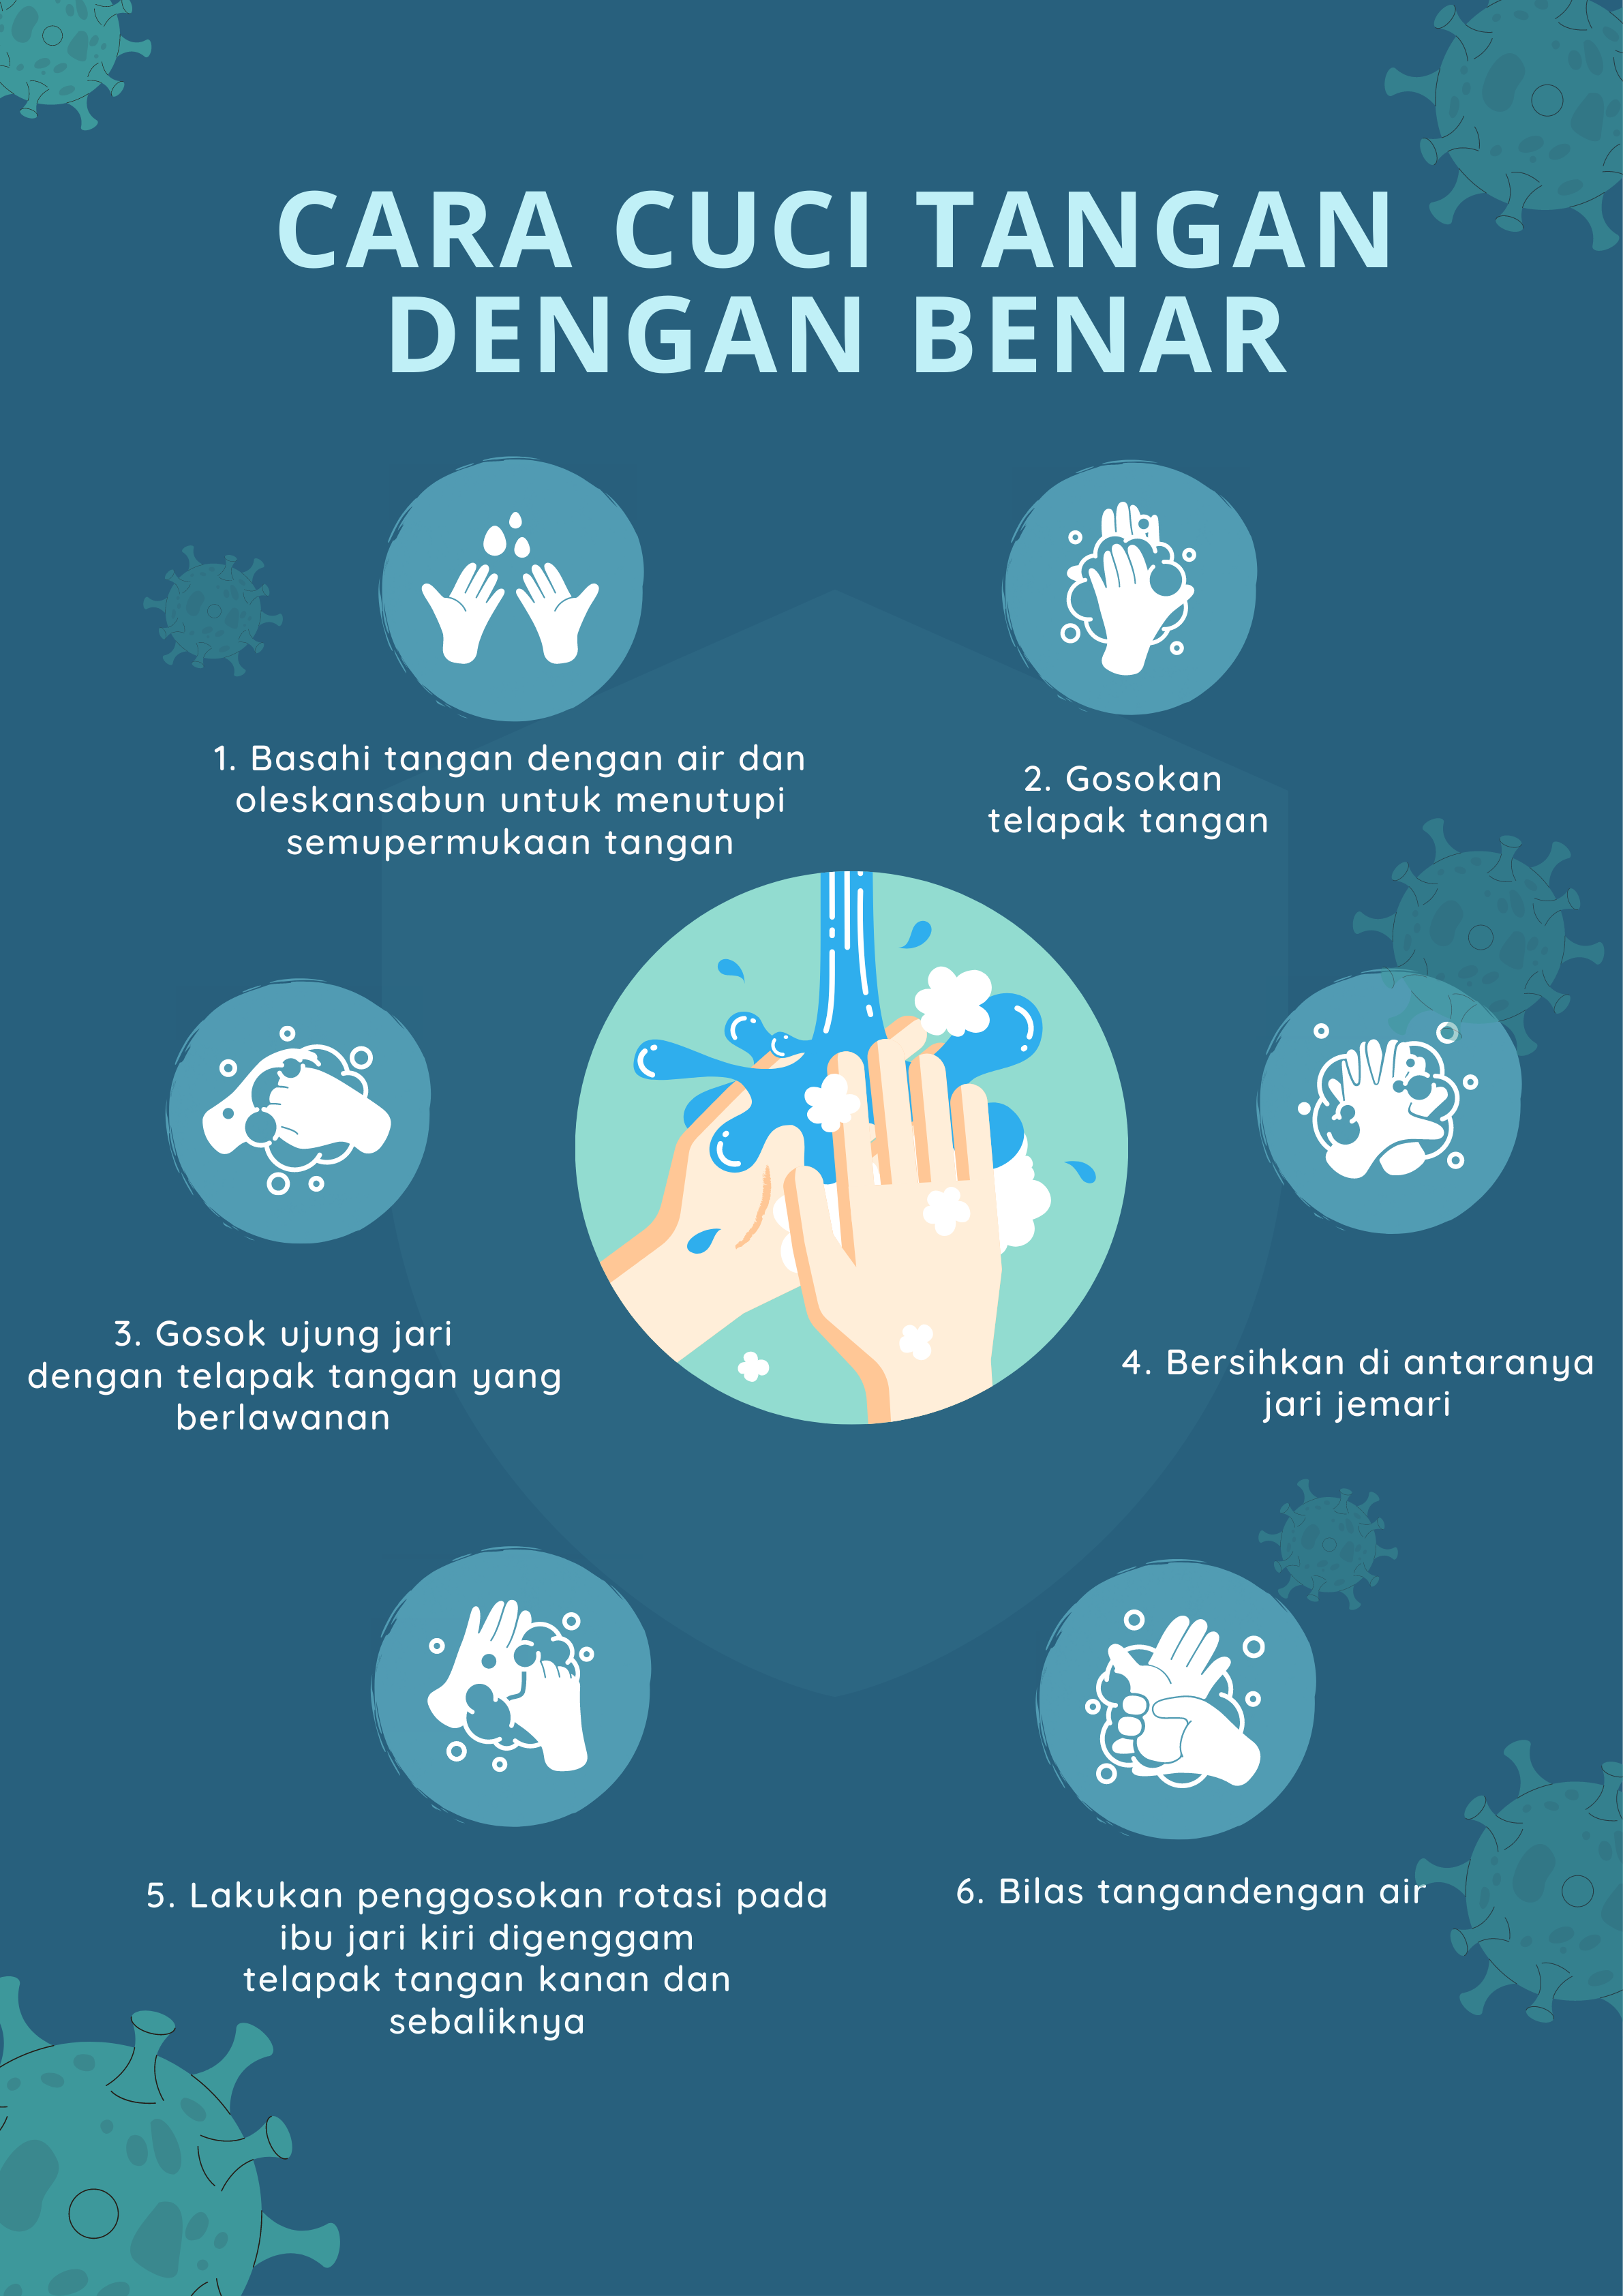 CARA CUCI TANGAN
DENGAN BENAR
1. Basahi tangan dengan air dan
oleskansabun untuk menutupi
semupermukaan tangan
2. Gosokan
telapak tangan
3. Gosok ujung jari
dengan telapak tangan yang
berlawanan
4. Bersihkan di antaranya
jari jemari
5. Lakukan penggosokan rotasi pada
ibu jari kiri digenggam
telapak tangan kanan dan
sebaliknya
6. Bilas tangandengan air